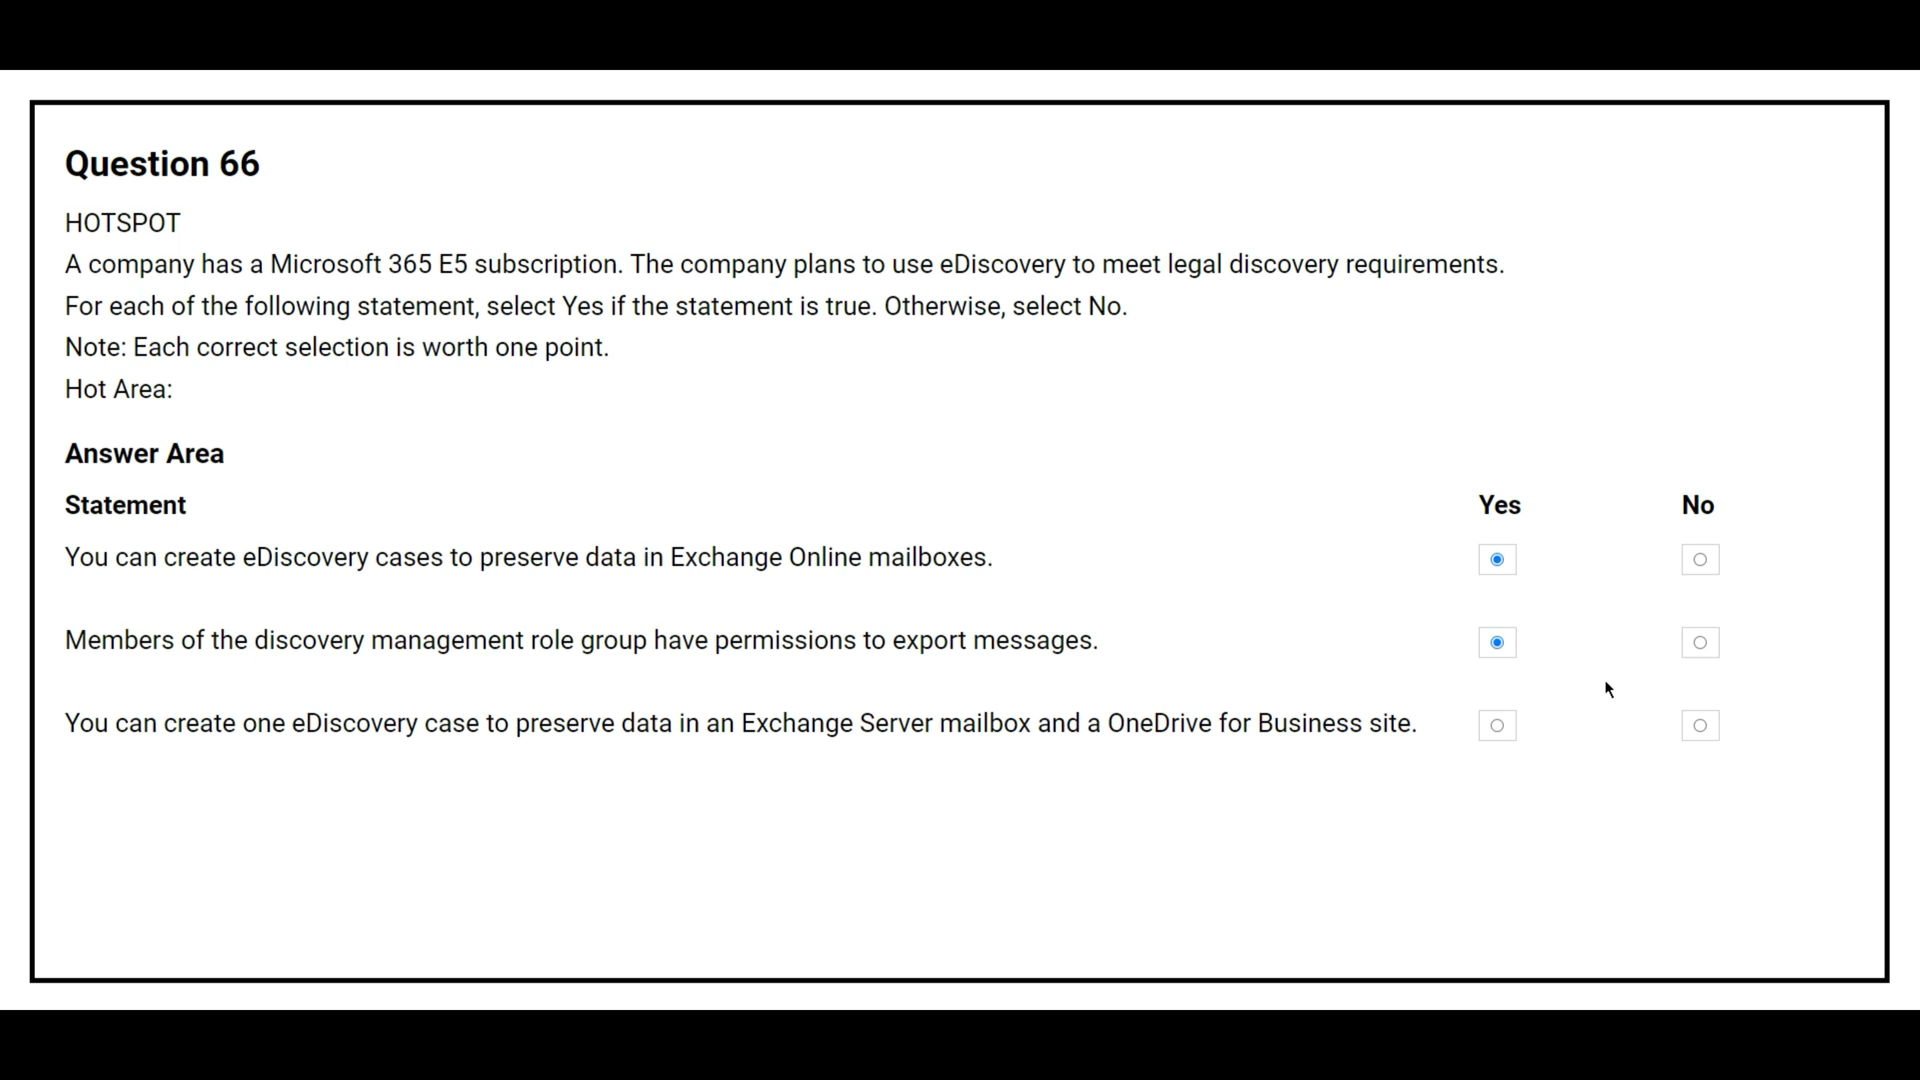 Question 66
HOTSPOT
A company has a Microsoft 365 E5 subscription. The company plans to use eDiscovery to meet legal discovery requirements.
For each of the following statement, select Yes if the statement is true. Otherwise, select No.
Note: Each correct selection is worth one point.
Hot Area:
Answer Area
Statement Yes No
You can create eDiscovery cases to preserve data in Exchange Online mailboxes.
Members of the discovery management role group have permissions to export messages.
You can create one eDiscovery case to preserve data in an Exchange Server mailbox and a OneDrive for Business site.